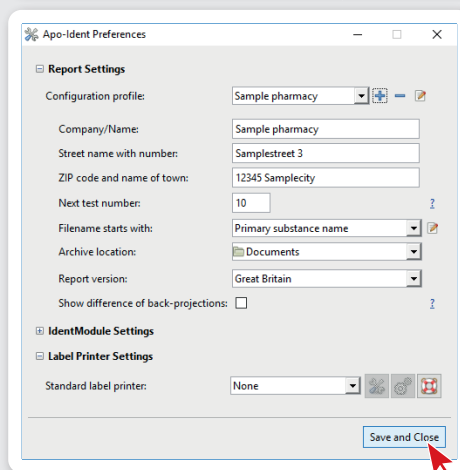 Apo-Ident Preferences
Report Settings
Configuration profile: Sample pharmacy
Company/Name: Sample pharmacy
Street name with number: Samplestreet 3
ZIP code and name of town: 12345 Samplecity
Next test number: 10 ?
Filename starts with: Primary substance name
Archive location: Documents
Report version: Great Britain
Show difference of back-projections: ?
IdentModule Settings
Label Printer Settings
Standard label printer: None
Save and Close